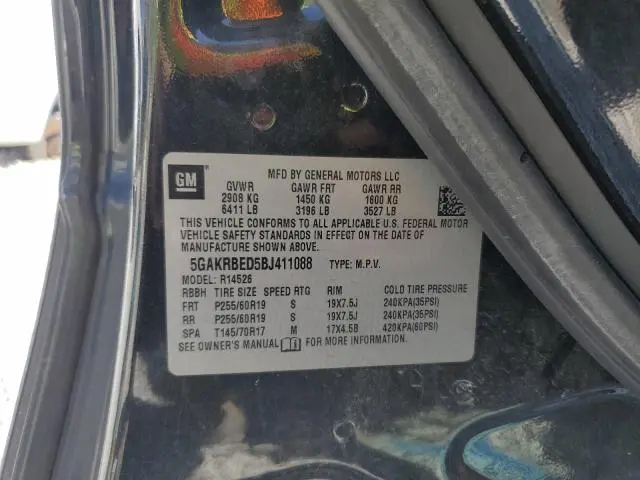 GM
MFD BY GENERAL MOTORS LLC
GVWR GAWR FRT GAWR RR
2908 KG 1450 KG 1600 KG
6411 LB 3196 LB 3527 LB
THIS VEHICLE CONFORMS TO ALL APPLICABLE U.S. FEDERAL MOTOR
VEHICLE SAFETY STANDARDS IN EFFECT ON THE DATE OF
MANUFACTURE SHOWN ABOVE.
5GAKRBED5BJ411088 TYPE: M.P.V.
MODEL: R14526
RBBH TIRE SIZE SPEED RTG RIM COLD TIRE PRESSURE
FRT P255/60R19 S 19X7.5J 240KPA(35PSI)
RR P255/60R19 S 19X7.5J 240KPA(35PSI)
SPA T145/70R17 M 17X4.5B 420KPA(60PSI)
SEE OWNER'S MANUAL FOR MORE INFORMATION.